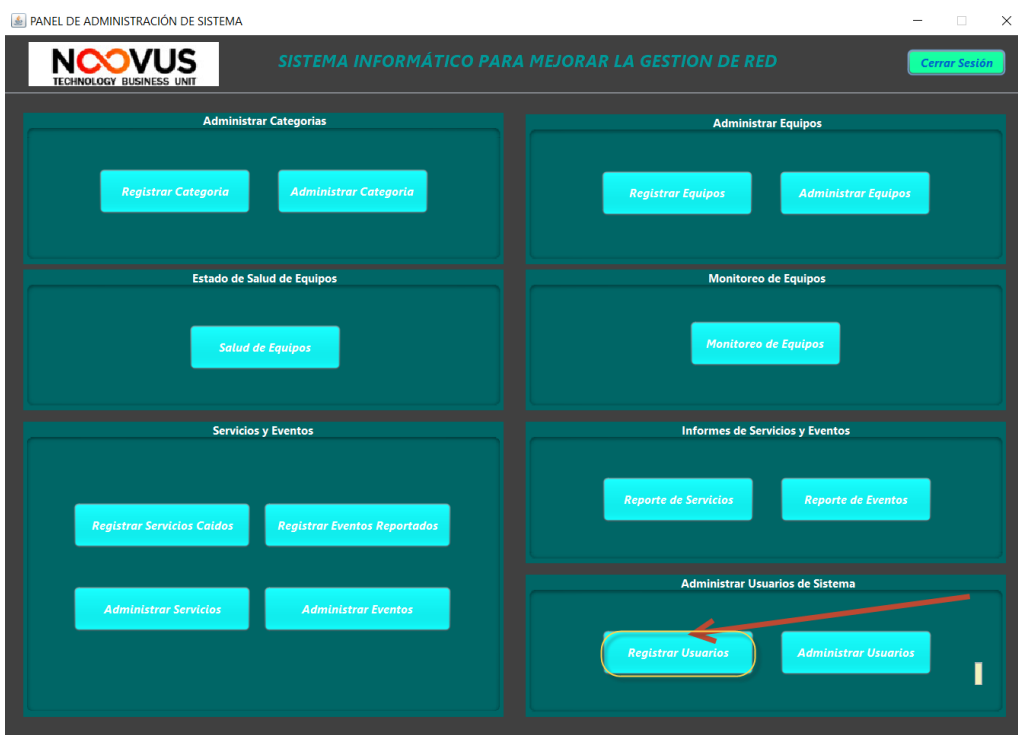 PANEL DE ADMINISTRACIÓN DE SISTEMA
NOOVUS
TECHNOLOGY BUSINESS UNIT
SISTEMA INFORMÁTICO PARA MEJORAR LA GESTION DE RED
Cerrar Sesión
Administrar Categorias
Registrar Categoria
Administrar Categoria
Administrar Equipos
Registrar Equipos
Administrar Equipos
Estado de Salud de Equipos
Salud de Equipos
Monitoreo de Equipos
Monitoreo de Equipos
Servicios y Eventos
Registrar Servicios Caidos
Registrar Eventos Reportados
Administrar Servicios
Administrar Eventos
Informes de Servicios y Eventos
Reporte de Servicios
Reporte de Eventos
Administrar Usuarios de Sistema
Registrar Usuarios
Administrar Usuarios